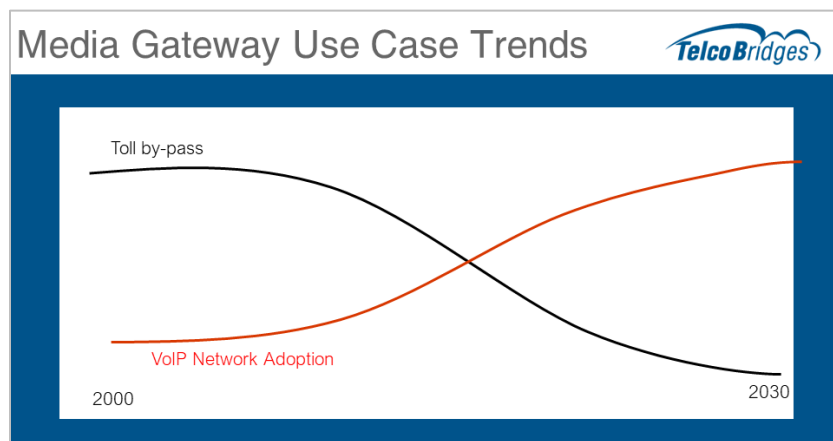 Media Gateway Use Case Trends
TelcoBridges
Toll by-pass
VoIP Network Adoption
2000
2030